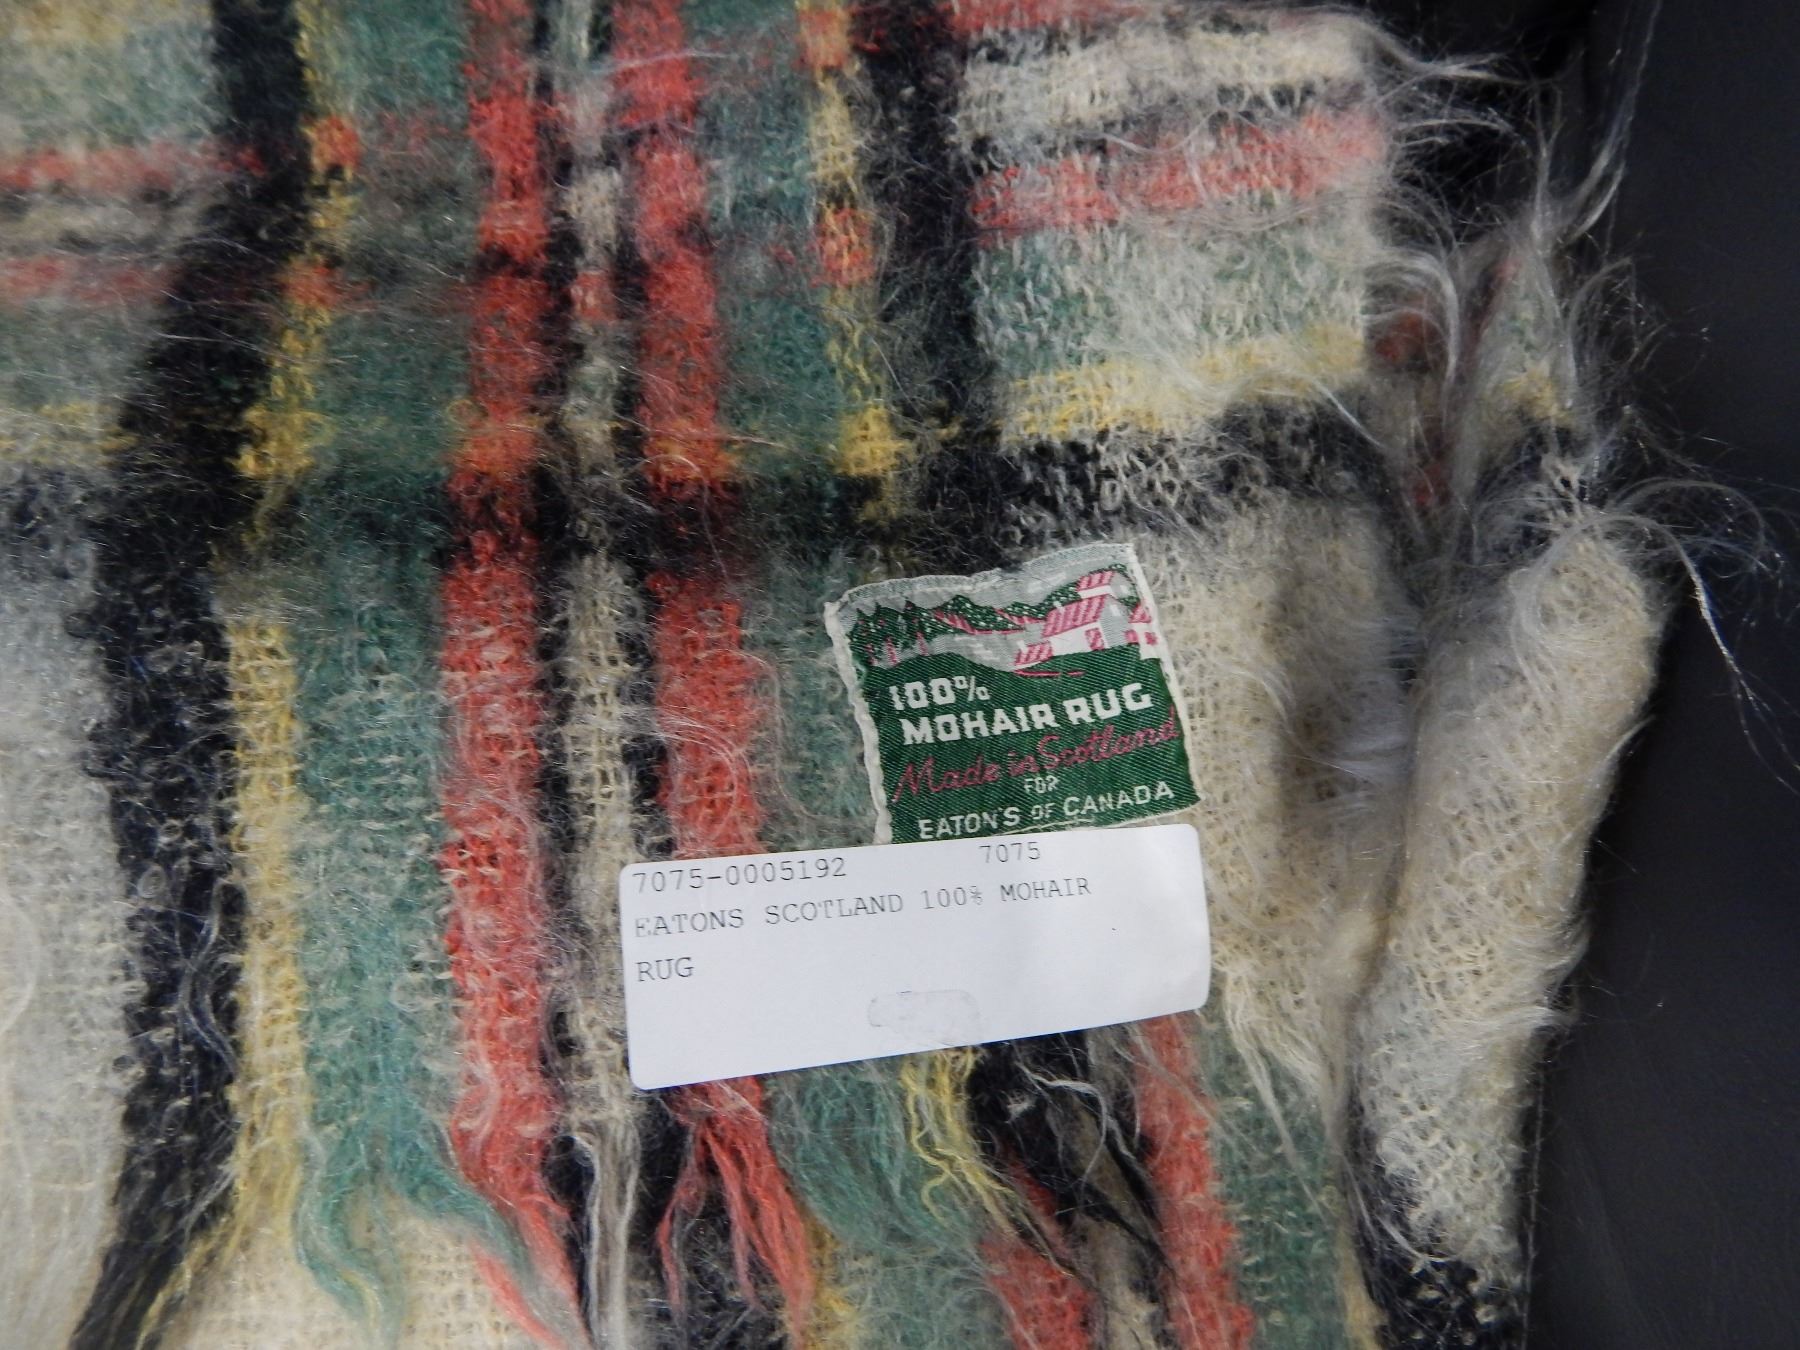 100%
MOHAIR RUG
Made in Scotland
FOR
EATON'S OF CANADA
7075-0005192 7075
EATONS SCOTLAND 100% MOHAIR
RUG